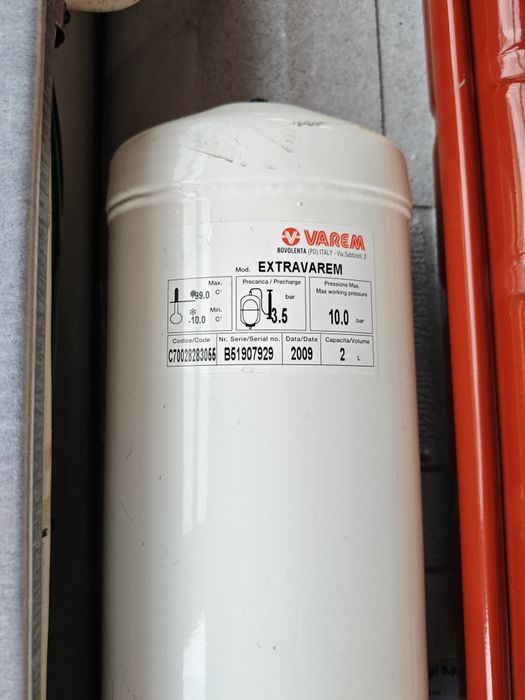 VAREM
BOVOLENTA (PD) ITALY - Via Sabbioni, 2
Mod. EXTRAVAREM
Max. Precarica / Precharge Pressione Max.
Max working pressure
99.0 C°
Min. 3.5 bar 10.0 bar
-10.0 C°
Codice/Code Nr. Serie/Serial no. Data/Date Capacità/Volume
C70028283055 B51907929 2009 2 L
gi S.p